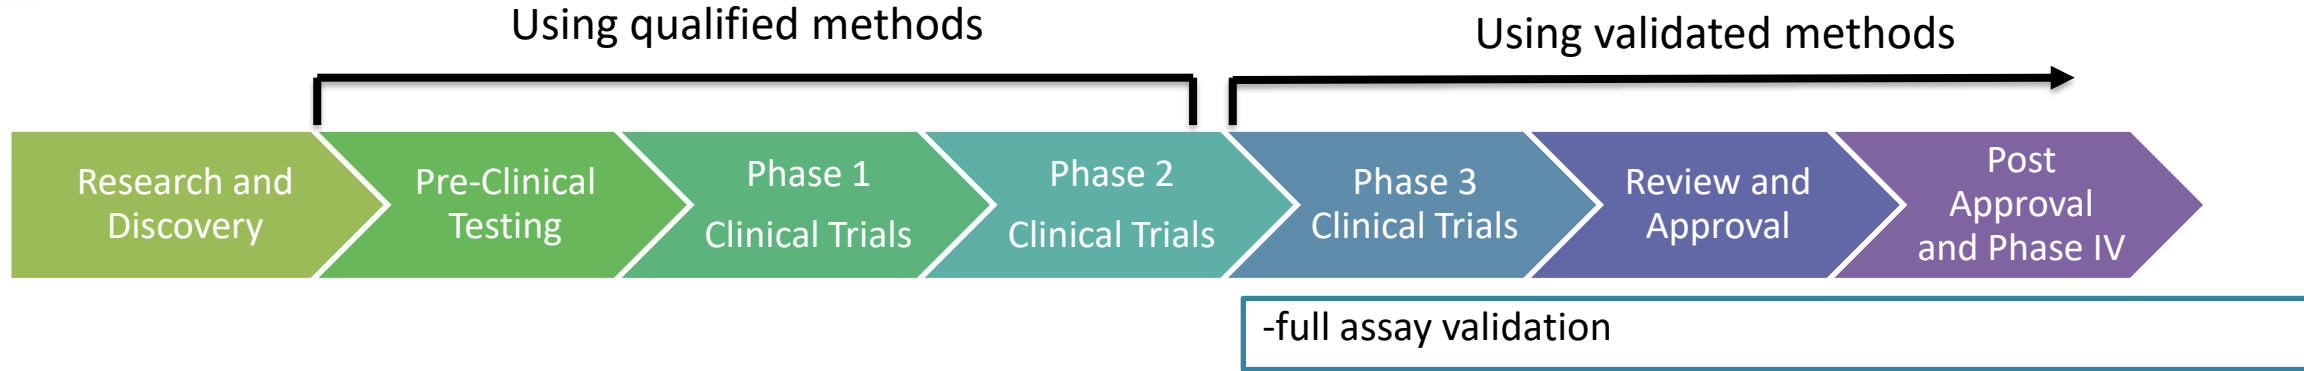 Using qualified methods
Using validated methods
Research and
Discovery
Pre-Clinical
Testing
Phase 1
Clinical Trials
Phase 2
Clinical Trials
Phase 3
Clinical Trials
Review and
Approval
Post
Approval
and Phase IV
-full assay validation